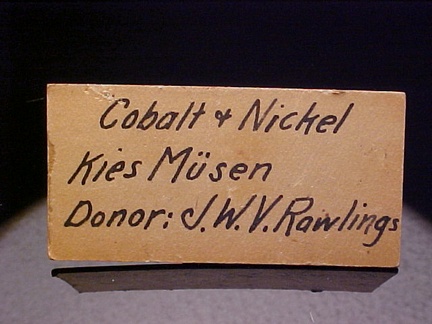 Cobalt & Nickel
Kies Müsen
Donor: J.W.V. Rawlings